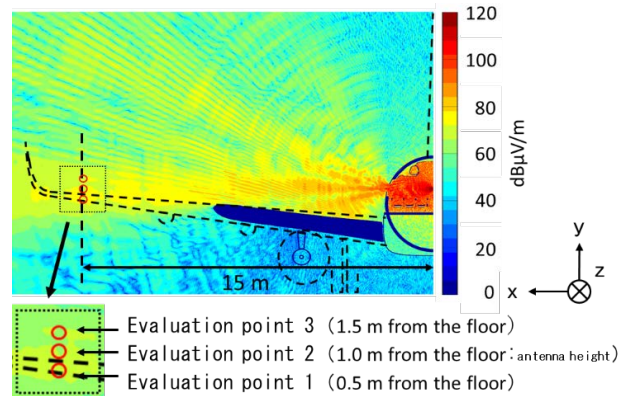 120
100
80
60
40
20
0
dBμV/m
15 m
y
z
x
Evaluation point 3 (1.5 m from the floor)
Evaluation point 2 (1.0 m from the floor:antenna height)
Evaluation point 1 (0.5 m from the floor)